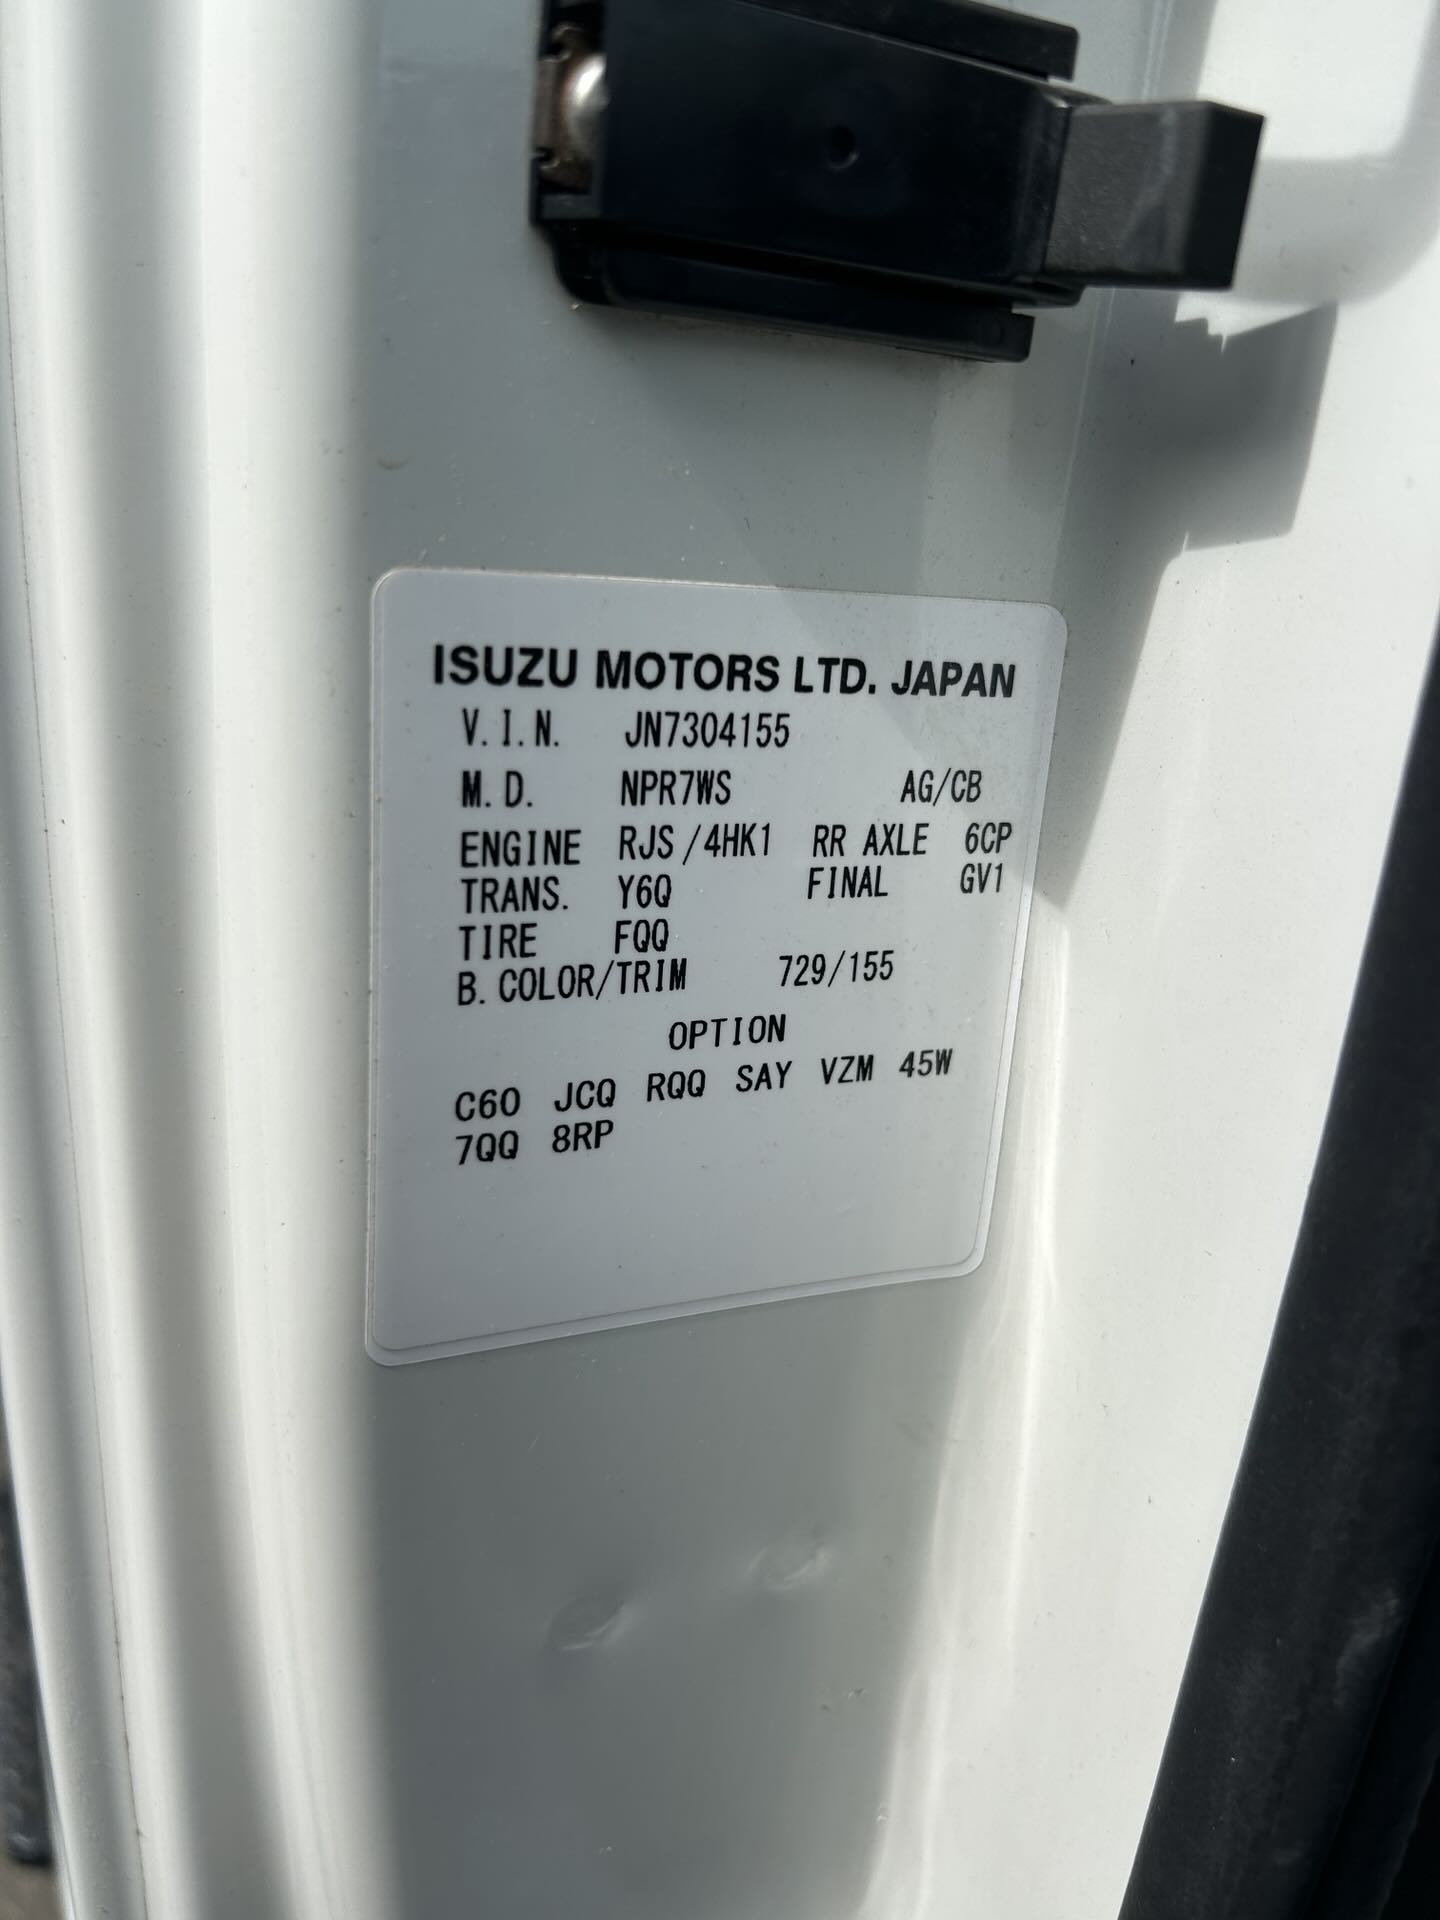 ISUZU MOTORS LTD. JAPAN
V.I.N. JN7304155
M.D. NPR7WS AG/CB
ENGINE RJS/4HK1 RR AXLE 6CP
TRANS. Y6Q FINAL GV1
TIRE FQQ
B.COLOR/TRIM 729/155
OPTION
C60 JCQ RQQ SAY VZM 45W
7QQ 8RP